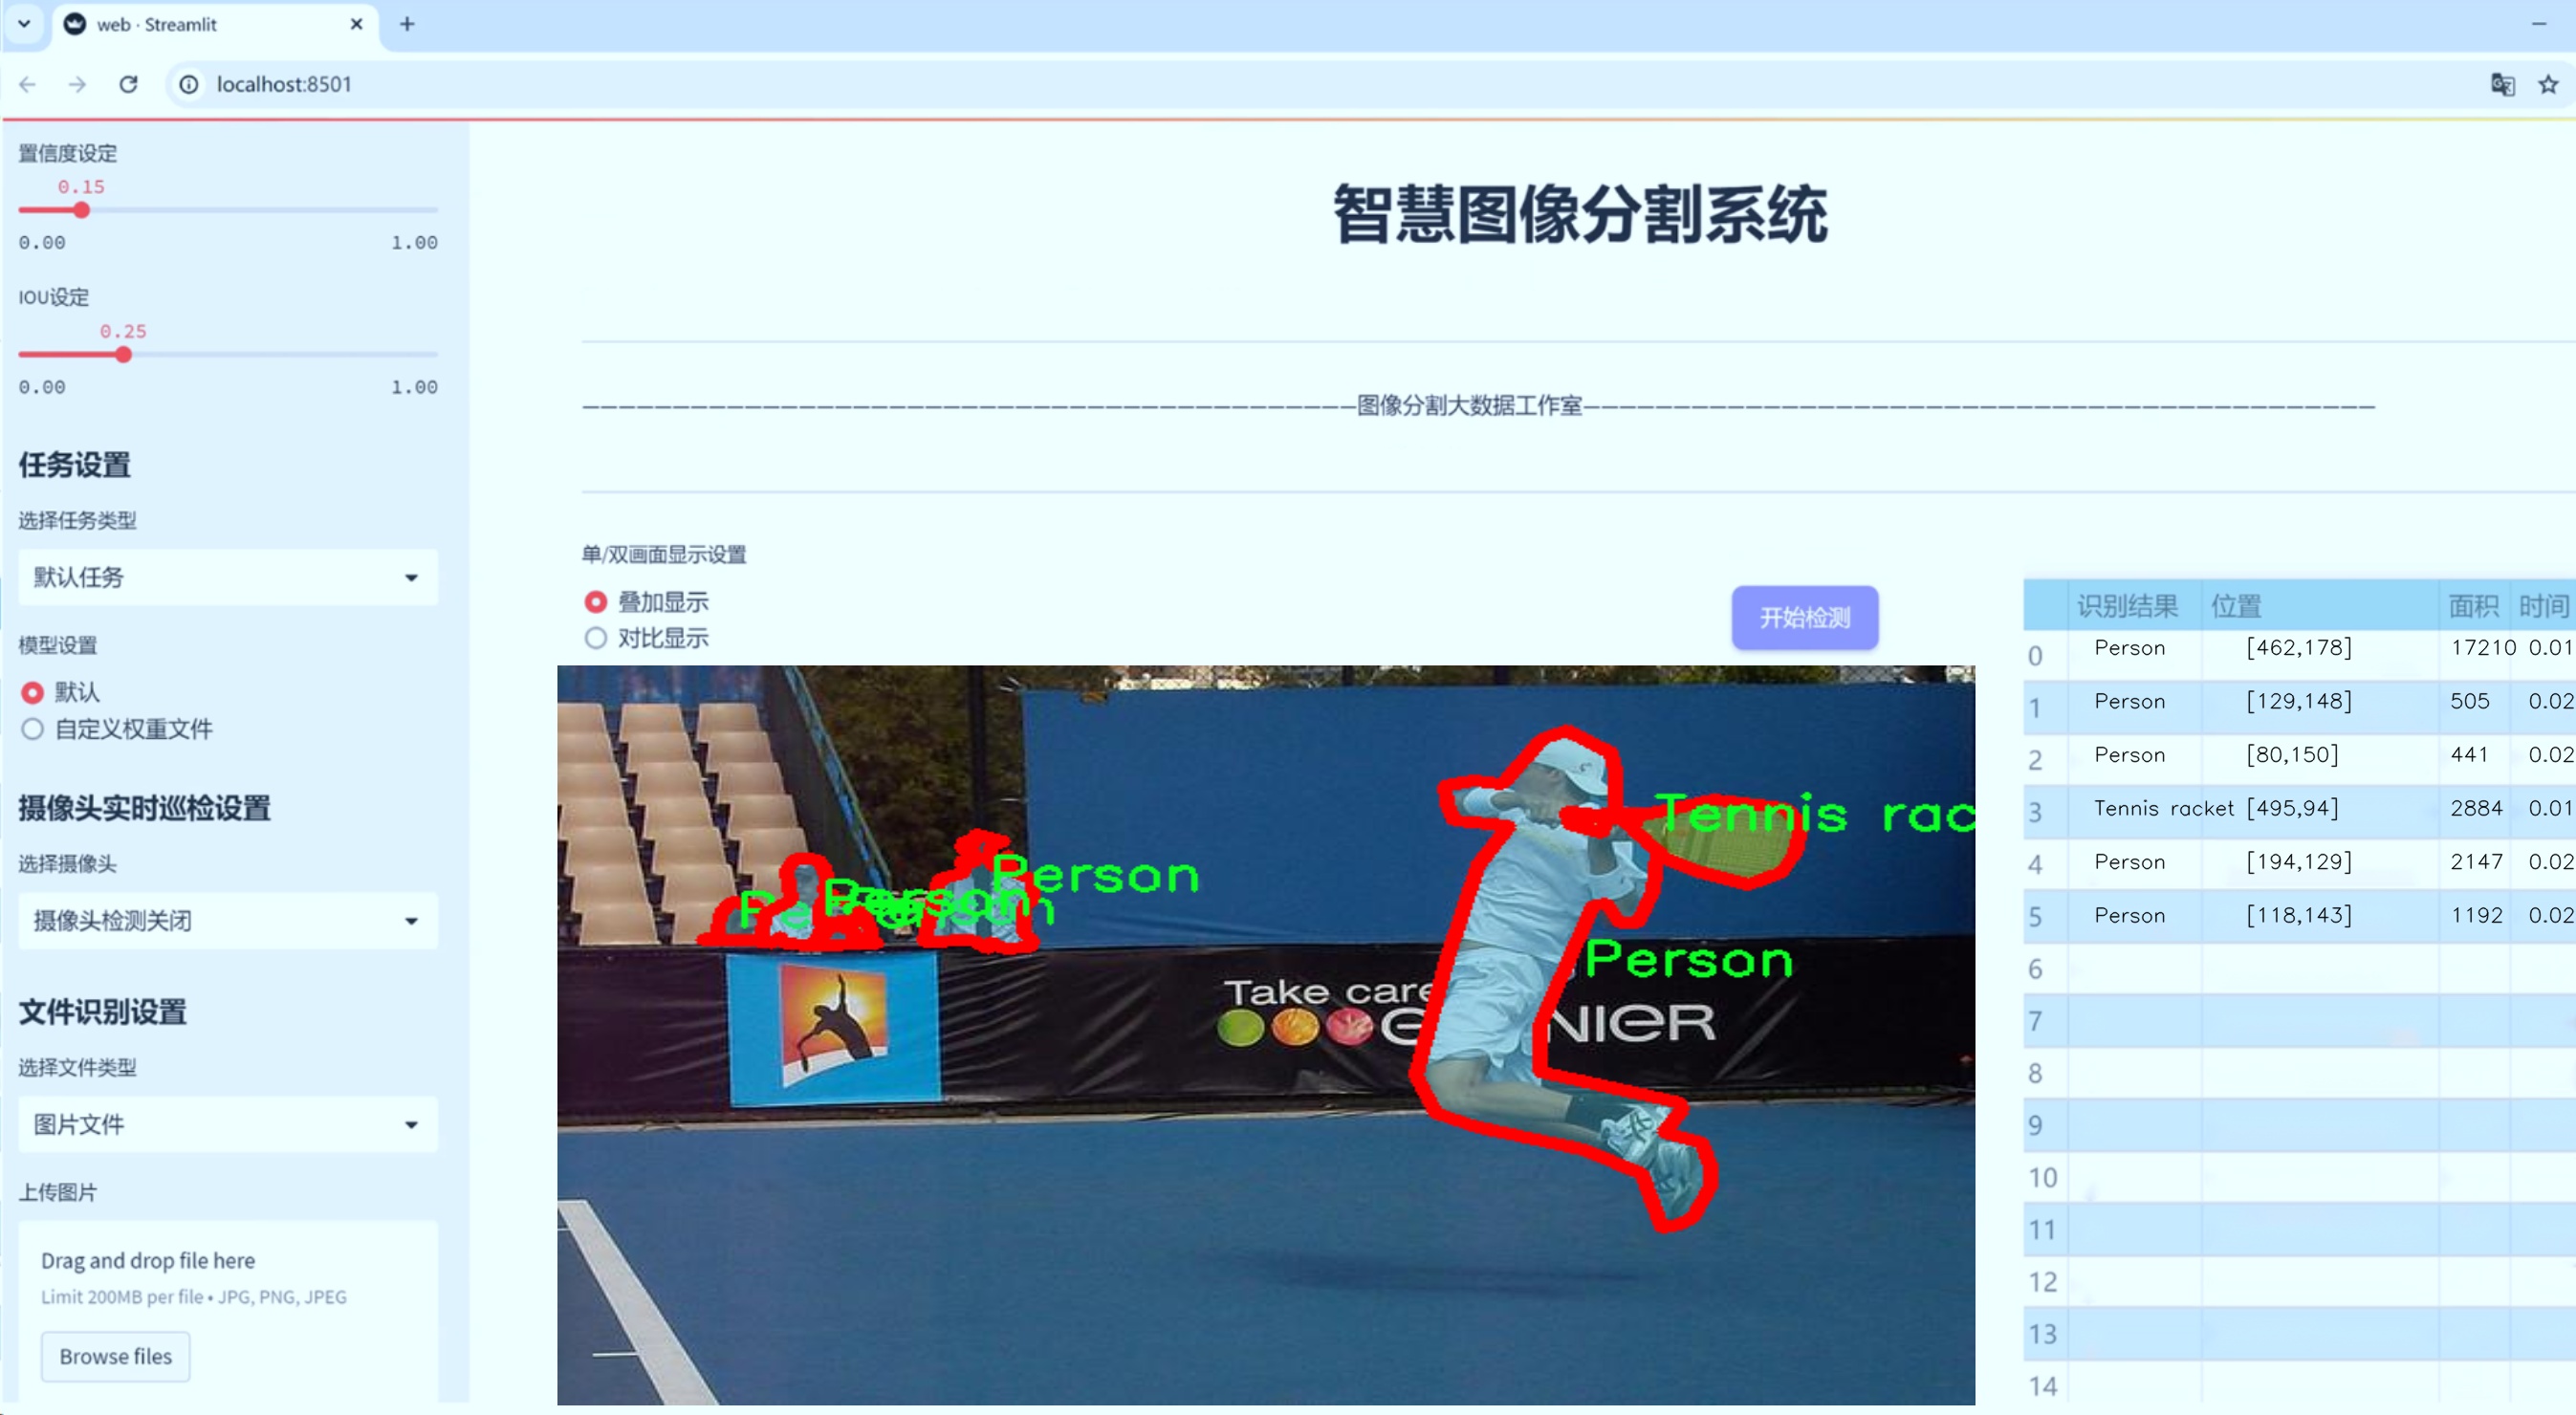 web · Streamlit
localhost:8501
置信度设定
0.15
0.00 1.00
IOU设定
0.25
0.00 1.00
任务设置
选择任务类型
默认任务
模型设置
默认
自定义权重文件
摄像头实时巡检设置
选择摄像头
摄像头检测关闭
文件识别设置
选择文件类型
图片文件
上传图片
Drag and drop file here
Limit 200MB per file • JPG, PNG, JPEG
Browse files
智慧图像分割系统
图像分割大数据工作室
单/双画面显示设置
叠加显示
对比显示
开始检测
Tennis rac
Person
Person
Person
Take care
NIER
识别结果 位置 面积 时间
0 Person [462,178] 17210 0.01
1 Person [129,148] 505 0.02
2 Person [80,150] 441 0.02
3 Tennis racket [495,94] 2884 0.01
4 Person [194,129] 2147 0.02
5 Person [118,143] 1192 0.02
6
7
8
9
10
11
12
13
14